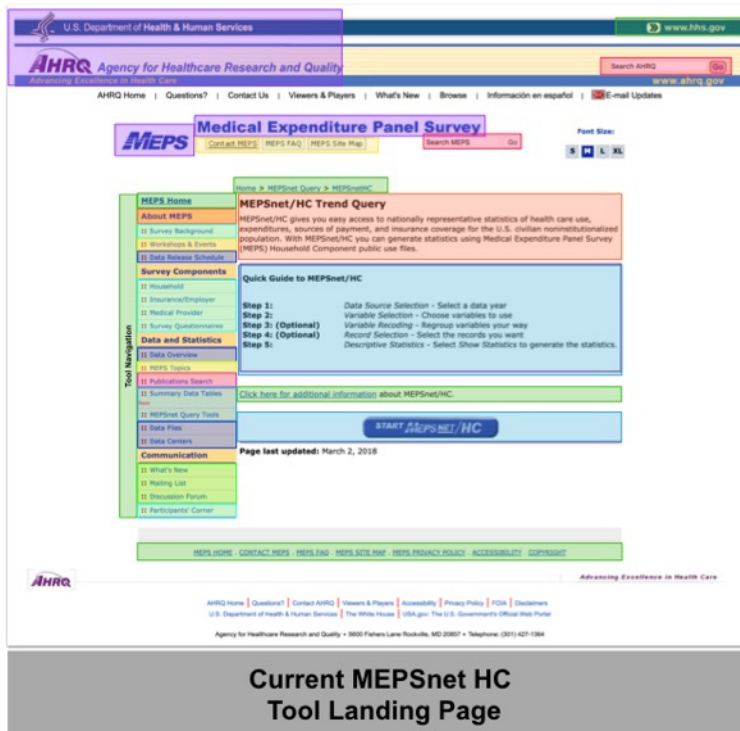 U.S. Department of Health & Human Services
www.hhs.gov
AHRQ Agency for Healthcare Research and Quality
Search AHRQ Go
Advancing Excellence in Health Care
www.ahrq.gov
AHRQ Home | Questions? | Contact Us | Viewers & Players | What's New | Browse | Información en español | E-mail Updates
MEPS Medical Expenditure Panel Survey
Contact MEPS MEPS FAQ MEPS Site Map
Search MEPS Go
Font Size:
S M L XL
Home > MEPSnet Query > MEPSnetHC
Tool Navigation
MEPS Home
About MEPS
:: Survey Background
:: Workshops & Events
:: Data Release Schedule
Survey Components
:: Household
:: Insurance/Employer
:: Medical Provider
:: Survey Questionnaires
Data and Statistics
:: Data Overview
:: MEPS Topics
:: Publications Search
:: Summary Data Tables
New
:: MEPSnet Query Tools
:: Data Files
:: Data Centers
Communication
:: What's New
:: Mailing List
:: Discussion Forum
:: Participants' Corner
MEPSnet/HC Trend Query
MEPSnet/HC gives you easy access to nationally representative statistics of health care use,
expenditures, sources of payment, and insurance coverage for the U.S. civilian noninstitutionalized
population. With MEPSnet/HC you can generate statistics using Medical Expenditure Panel Survey
(MEPS) Household Component public use files.
Quick Guide to MEPSnet/HC
Step 1: Data Source Selection - Select a data year
Step 2: Variable Selection - Choose variables to use
Step 3: (Optional) Variable Recoding - Regroup variables your way
Step 4: (Optional) Record Selection - Select the records you want
Step 5: Descriptive Statistics - Select Show Statistics to generate the statistics.
Click here for additional information about MEPSnet/HC.
START MEPSNET/HC
Page last updated: March 2, 2018
MEPS HOME . CONTACT MEPS . MEPS FAQ . MEPS SITE MAP . MEPS PRIVACY POLICY . ACCESSIBILITY . COPYRIGHT
AHRQ
Advancing Excellence in Health Care
AHRQ Home | Questions? | Contact AHRQ | Viewers & Players | Accessibility | Privacy Policy | FOIA | Disclaimers
U.S. Department of Health & Human Services | The White House | USA.gov: The U.S. Government's Official Web Portal
Agency for Healthcare Research and Quality • 5600 Fishers Lane Rockville, MD 20857 • Telephone: (301) 427-1364
Current MEPSnet HC
Tool Landing Page